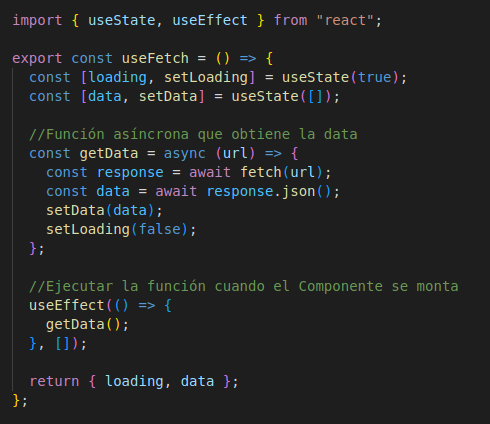 import { useState, useEffect } from "react";
export const useFetch = () => {
const [loading, setLoading] = useState(true);
const [data, setData] = useState([]);
//Función asíncrona que obtiene la data
const getData = async (url) => {
const response = await fetch(url);
const data = await response.json();
setData(data);
setLoading(false);
};
//Ejecutar la función cuando el Componente se monta
useEffect(() => {
getData();
}, []);
return { loading, data };
};